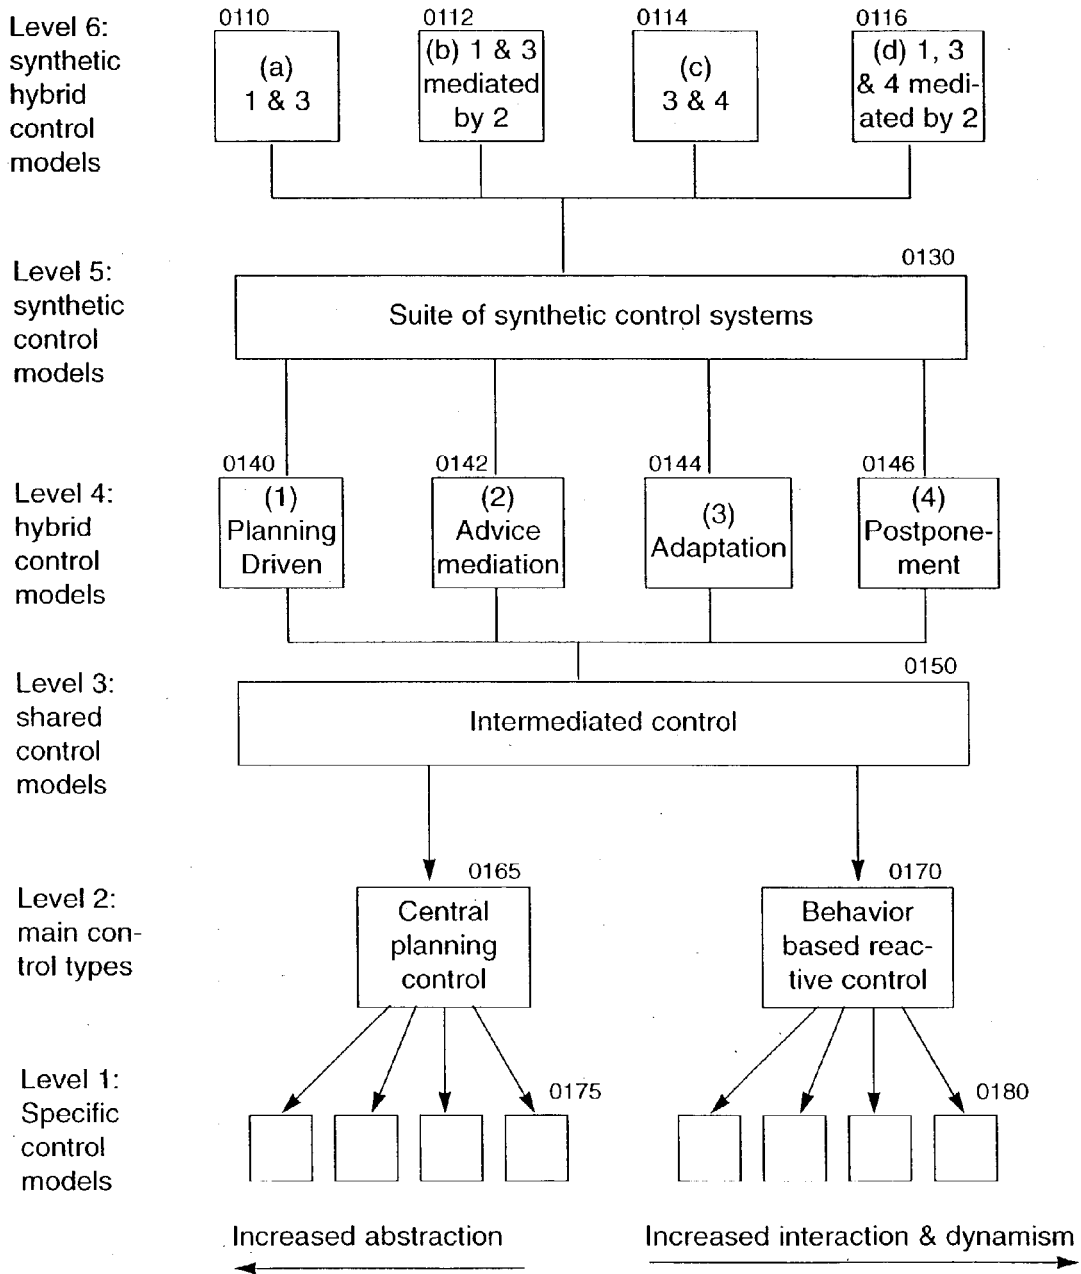 Level 6:
synthetic
hybrid
control
models
0110
(a)
1 & 3
0112
(b) 1 & 3
mediated
by 2
0114
(c)
3 & 4
0116
(d) 1, 3
& 4 medi-
ated by 2
Level 5:
synthetic
control
models
0130
Suite of synthetic control systems
Level 4:
hybrid
control
models
0140
(1)
Planning
Driven
0142
(2)
Advice
mediation
0144
(3)
Adaptation
0146
(4)
Postpone-
ment
Level 3:
shared
control
models
0150
Intermediated control
Level 2:
main con-
trol types
0165
Central
planning
control
0170
Behavior
based reac-
tive control
Level 1:
Specific
control
models
0175
0180
Increased abstraction
Increased interaction & dynamism